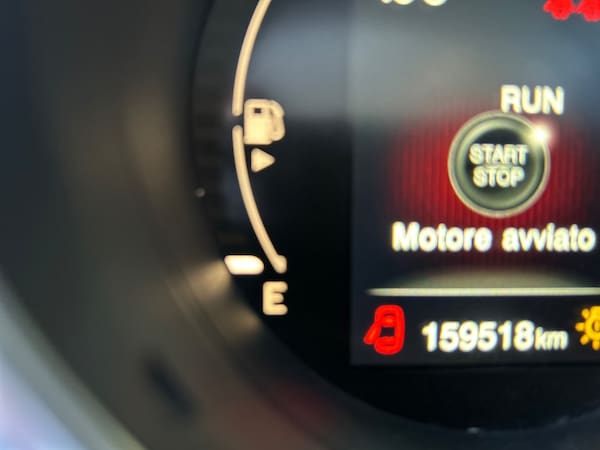 RUN
START
STOP
Motore avviato
E
159518km